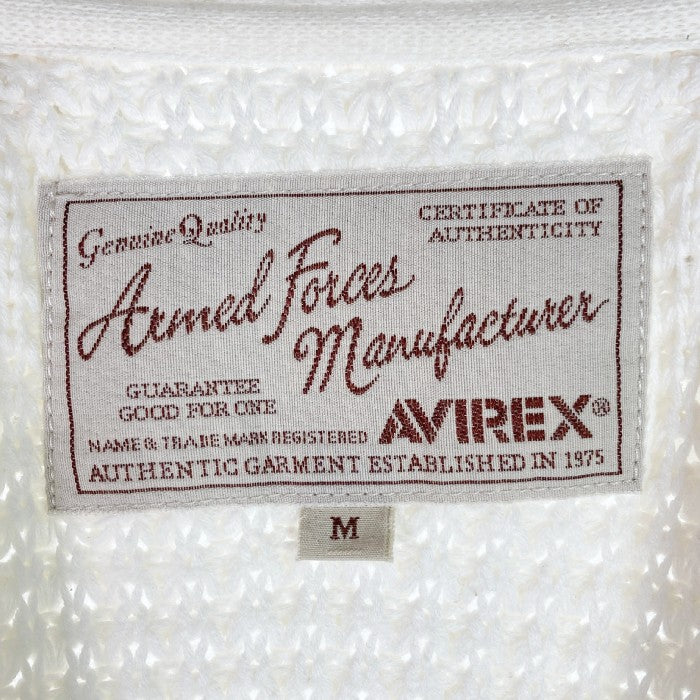 Genuine Quality
CERTIFICATE OF
AUTHENTICITY
Armed Forces
Manufacturer
GUARANTEE
GOOD FOR ONE
NAME & TRADE MARK REGISTERED
AVIREX®
AUTHENTIC GARMENT ESTABLISHED IN 1975
M